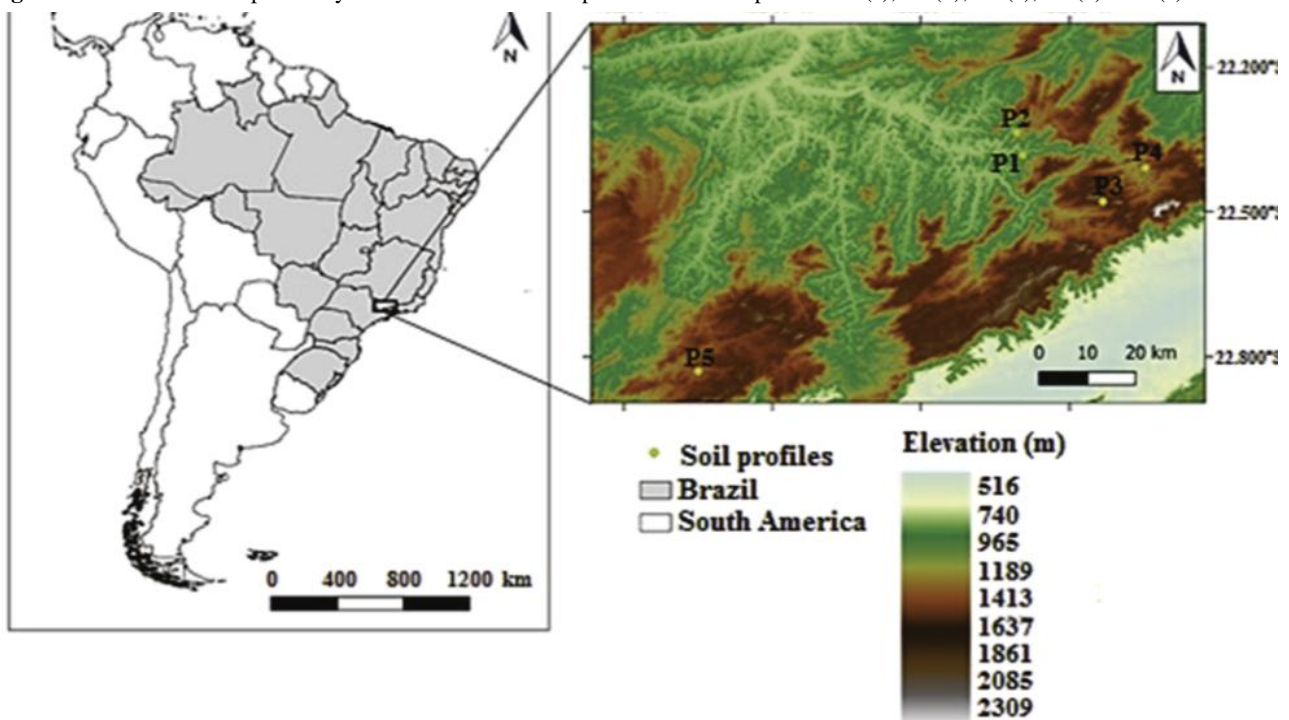 N
N
22.200°S
P2
P1
P4
P3
22.500°S
P5
0 10 20 km
22.800°S
Elevation (m)
Soil profiles
Brazil
South America
516
740
965
1189
1413
1637
1861
2085
2309
0 400 800 1200 km